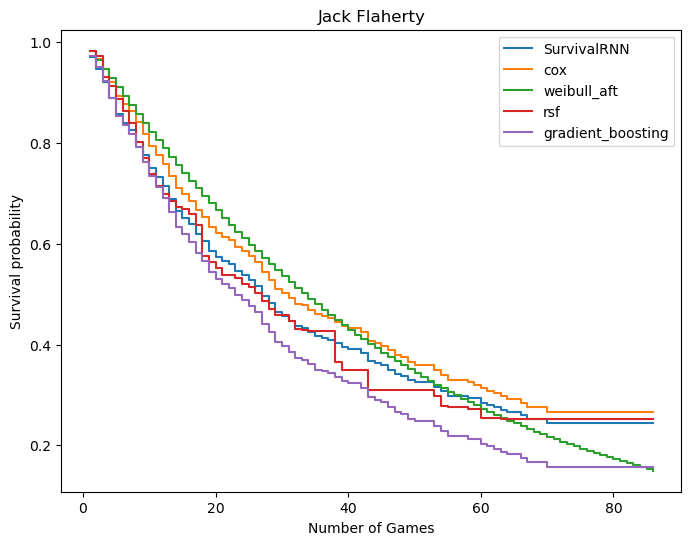 Jack Flaherty
SurvivalRNN
cox
weibull_aft
rsf
gradient_boosting
Survival probability
1.0
0.8
0.6
0.4
0.2
0
20
40
60
80
Number of Games